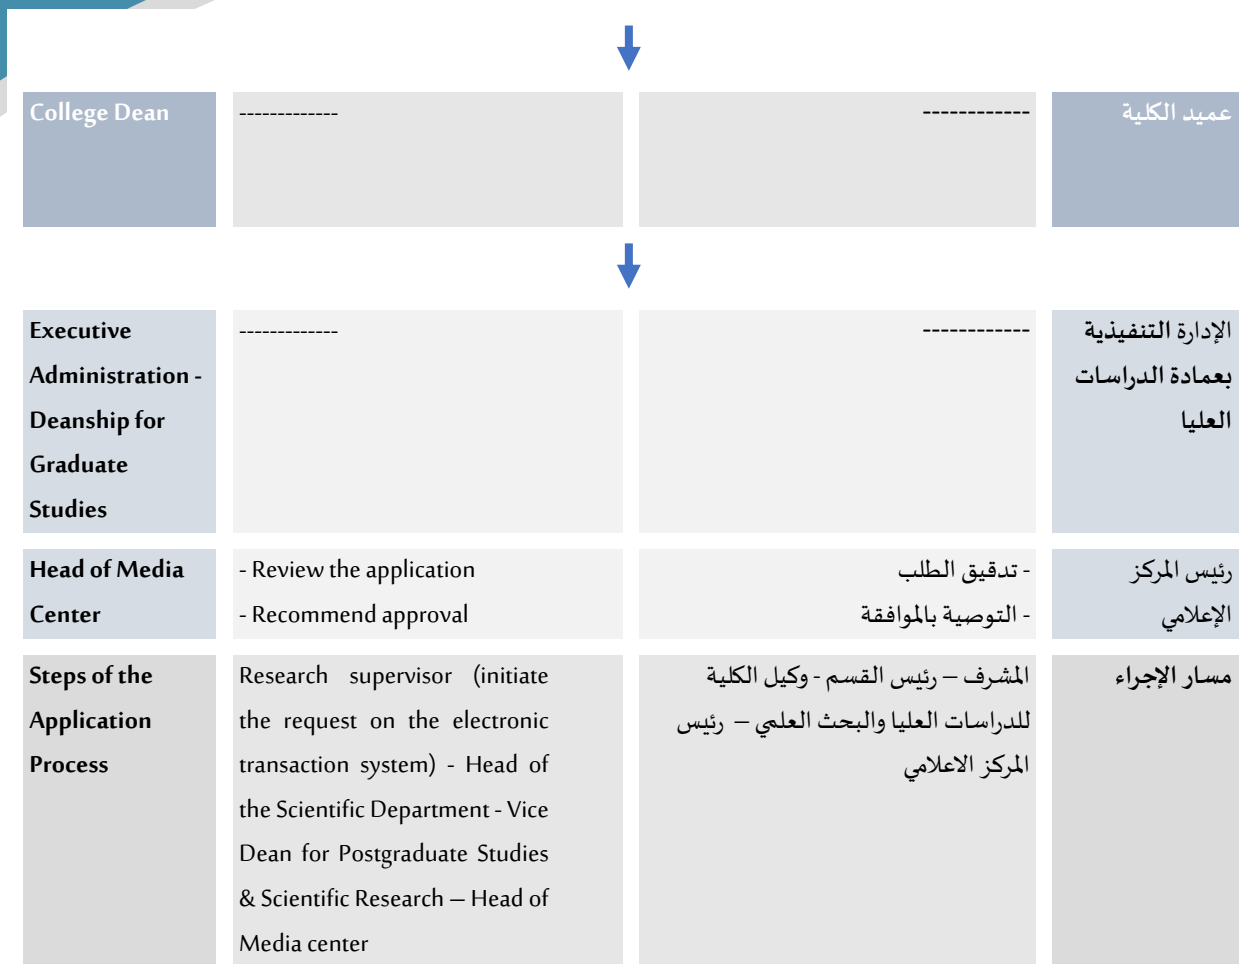 College Dean
-------------
------------
عميد الكلية
Executive
Administration -
Deanship for
Graduate
Studies
-------------
------------
الإدارة التنفيذية
بعمادة الدراسات
العليا
Head of Media
Center
- Review the application
- Recommend approval
- تدقيق الطلب
- التوصية بالموافقة
رئيس المركز
الإعلامي
Steps of the
Application
Process
Research supervisor (initiate
the request on the electronic
transaction system) - Head of
the Scientific Department - Vice
Dean for Postgraduate Studies
& Scientific Research – Head of
Media center
المشرف – رئيس القسم - وكيل الكلية
للدراسات العليا والبحث العلمي – رئيس
المركز الاعلامي
مسار الإجراء